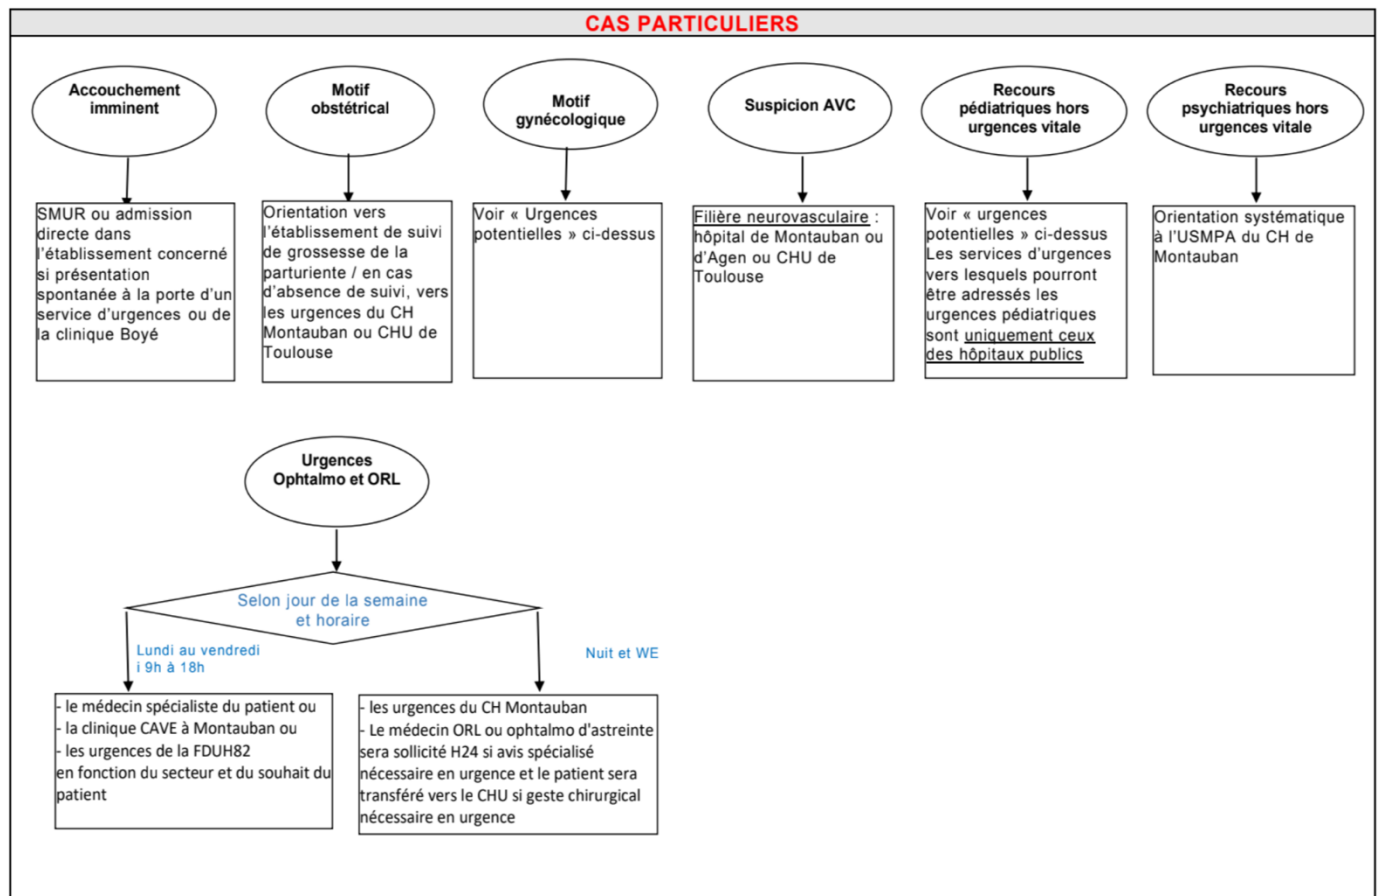 CAS PARTICULIERS
Accouchement
imminent
SMUR ou admission
directe dans
l'établissement concerné
si présentation
spontanée à la porte d'un
service d'urgences ou de
la clinique Boyé
Motif
obstétrical
Orientation vers
l'établissement de suivi
de grossesse de la
parturiente / en cas
d'absence de suivi, vers
les urgences du CH
Montauban ou CHU de
Toulouse
Motif
gynécologique
Voir « Urgences
potentielles » ci-dessus
Suspicion AVC
Filière neurovasculaire :
hôpital de Montauban ou
d'Agen ou CHU de
Toulouse
Recours
pédiatriques hors
urgences vitale
Voir « urgences
potentielles » ci-dessus
Les services d'urgences
vers lesquels pourront
être adressés les
urgences pédiatriques
sont uniquement ceux
des hôpitaux publics
Recours
psychiatriques hors
urgences vitale
Orientation systématique
à l'USMPA du CH de
Montauban
Urgences
Ophtalmo et ORL
Selon jour de la semaine
et horaire
Lundi au vendredi
i 9h à 18h
Nuit et WE
- le médecin spécialiste du patient ou
- la clinique CAVE à Montauban ou
- les urgences de la FDUH82
en fonction du secteur et du souhait du
patient
- les urgences du CH Montauban
- Le médecin ORL ou ophtalmo d'astreinte
sera sollicité H24 si avis spécialisé
nécessaire en urgence et le patient sera
transféré vers le CHU si geste chirurgical
nécessaire en urgence